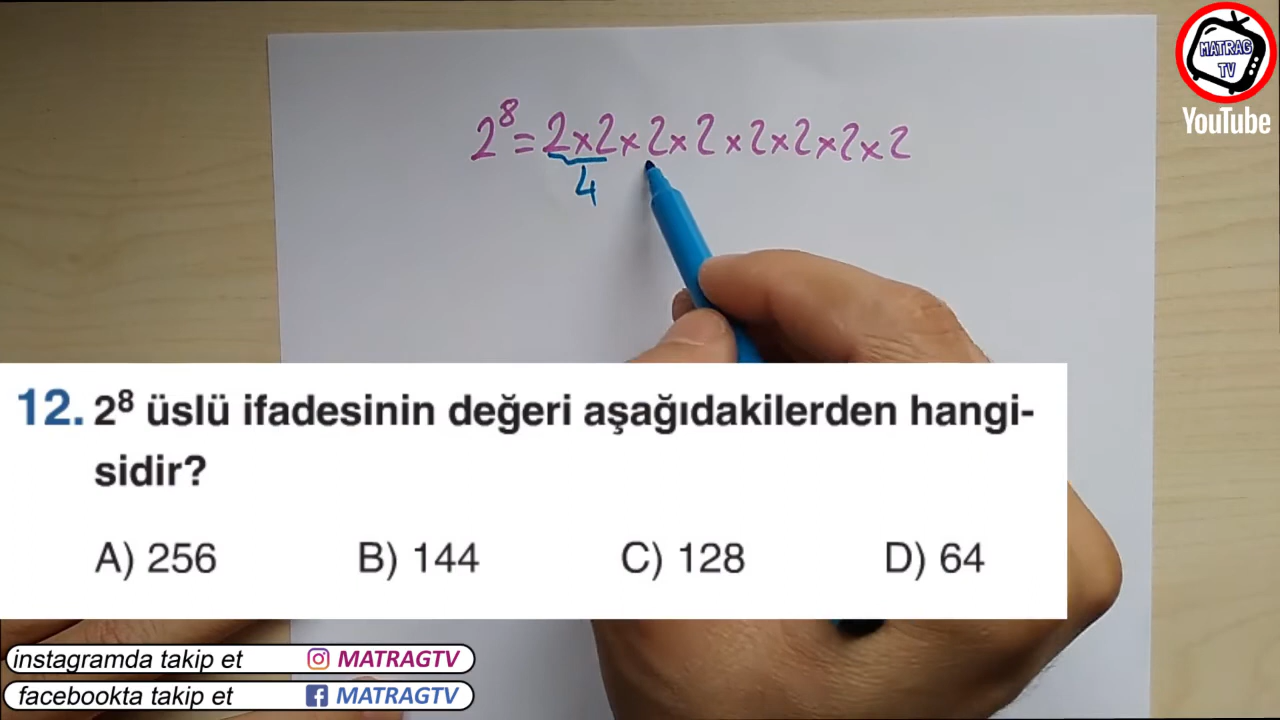 MATRAG
TV
YouTube
2⁸ = 2 x 2 x 2 x 2 x 2 x 2 x 2 x 2
4
12. 2⁸ üslü ifadesinin değeri aşağıdakilerden hangi-
sidir?
A) 256 B) 144 C) 128 D) 64
instagramda takip et MATRAGTV
facebookta takip et MATRAGTV